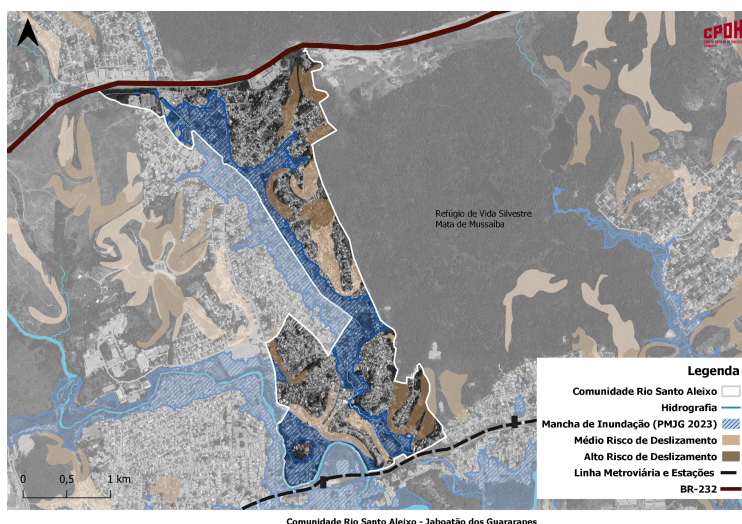 CPDH
Refúgio de Vida Silvestre
Mata de Mussaiba
Legenda
Comunidade Rio Santo Aleixo
Hidrografia
Mancha de Inundação (PMJG 2023)
Médio Risco de Deslizamento
Alto Risco de Deslizamento
Linha Metroviária e Estações
BR-232
0 0,5 1 km
Comunidade Rio Santo Aleixo - Jaboatão dos Guararapes